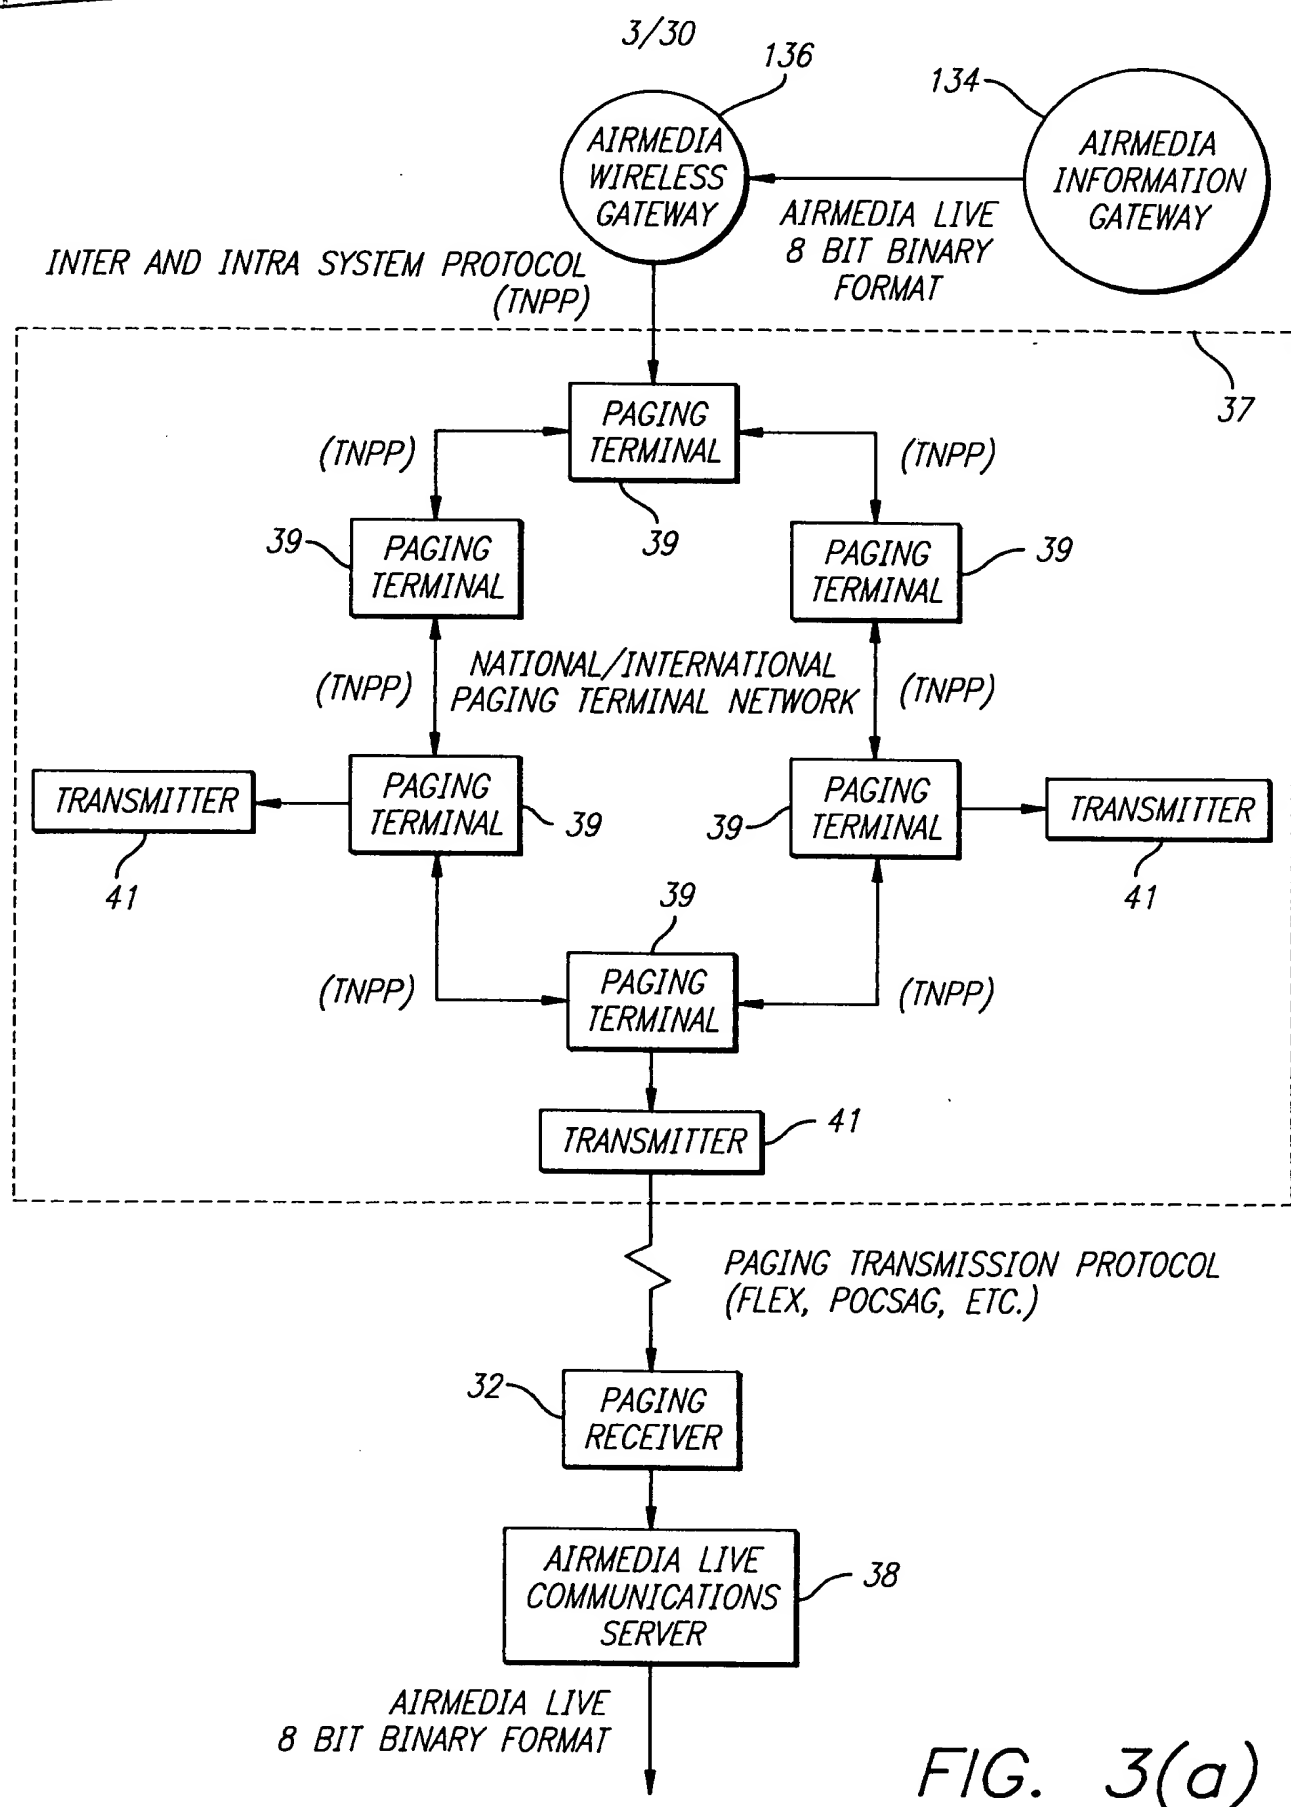 3/30
136
134
AIRMEDIA
WIRELESS
GATEWAY
AIRMEDIA
INFORMATION
GATEWAY
AIRMEDIA LIVE
8 BIT BINARY
FORMAT
INTER AND INTRA SYSTEM PROTOCOL
(TNPP)
37
PAGING
TERMINAL
39
(TNPP)
(TNPP)
39
PAGING
TERMINAL
PAGING
TERMINAL
39
NATIONAL/INTERNATIONAL
PAGING TERMINAL NETWORK
(TNPP)
(TNPP)
TRANSMITTER
41
PAGING
TERMINAL
39
39
PAGING
TERMINAL
TRANSMITTER
41
39
PAGING
TERMINAL
(TNPP)
(TNPP)
TRANSMITTER
41
PAGING TRANSMISSION PROTOCOL
(FLEX, POCSAG, ETC.)
32
PAGING
RECEIVER
AIRMEDIA LIVE
COMMUNICATIONS
SERVER
38
AIRMEDIA LIVE
8 BIT BINARY FORMAT
FIG. 3(a)